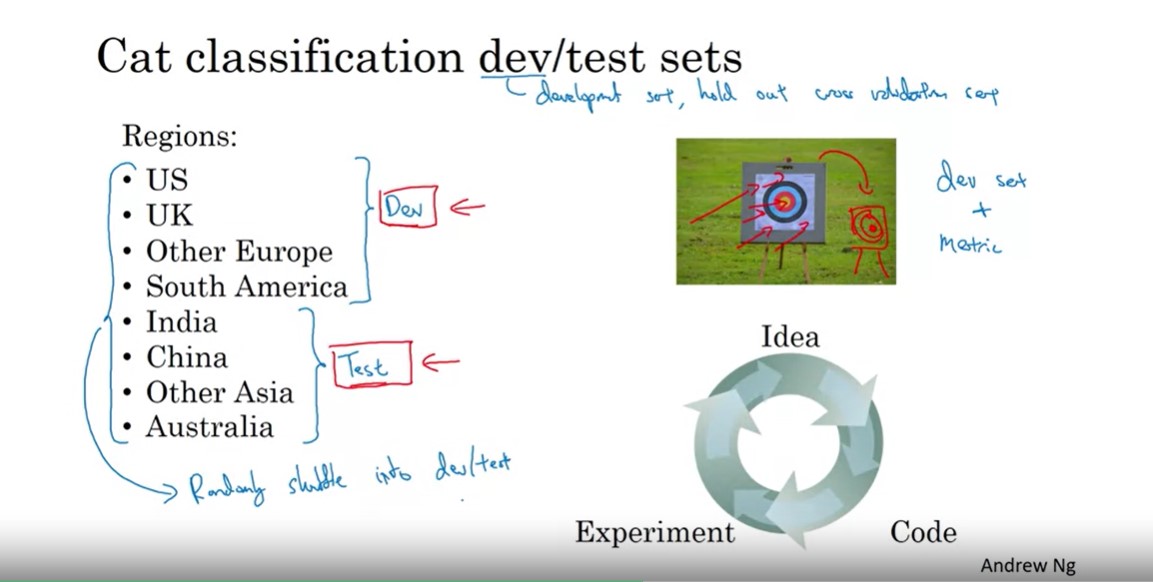 Cat classification dev/test sets
development set, hold out cross validation
Regions:
• US
• UK
• Other Europe
• South America
• India
• China
• Other Asia
• Australia
Dev
Test
Randomly shuffle into dev/test
dev set
+
Metric
Idea
Code
Experiment
Andrew Ng